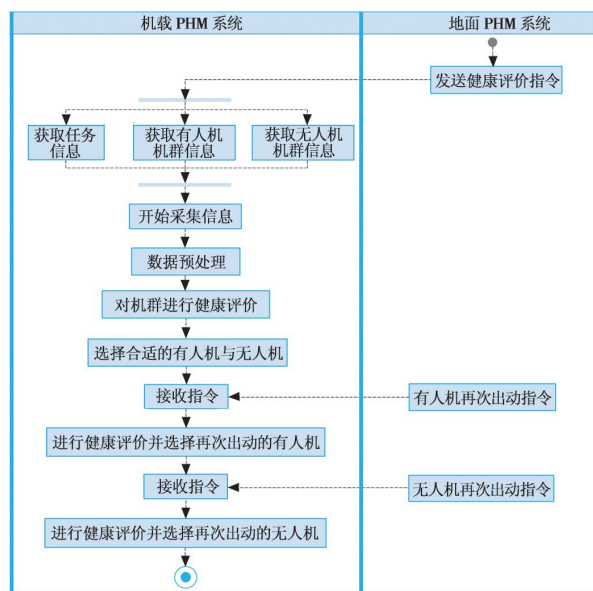 机载 PHM 系统
地面 PHM 系统
发送健康评价指令
获取任务
信息
获取有人机
机群信息
获取无人机
机群信息
开始采集信息
数据预处理
对机群进行健康评价
选择合适的有人机与无人机
接收指令
有人机再次出动指令
进行健康评价并选择再次出动的有人机
接收指令
无人机再次出动指令
进行健康评价并选择再次出动的无人机